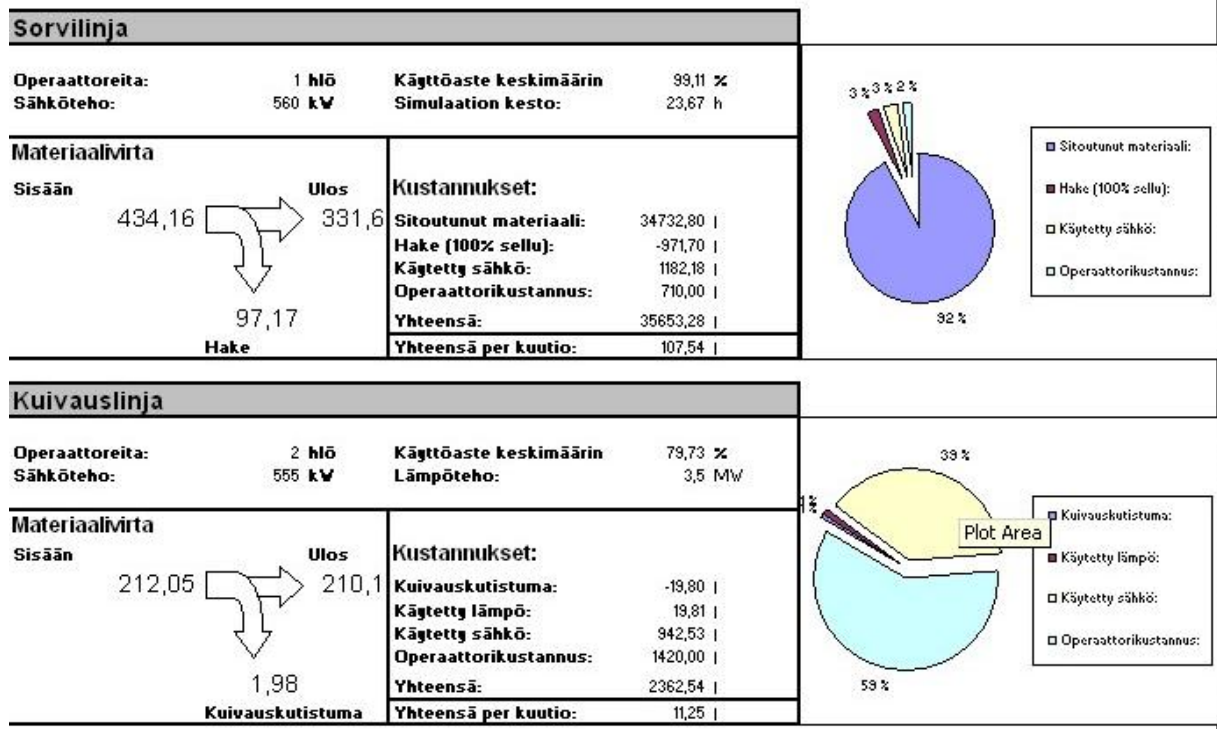 Sorvilinja
Operaattoreita: 1 hlö Käyttöaste keskimäärin 99,11 %
Sähköteho: 560 kW Simulaation kesto: 23,67 h
Materiaalivirta
Sisään Ulos Kustannukset:
434,16 331,6 Sitoutunut materiaali: 34732,80 |
Hake (100% sellu): -971,70 |
Käytetty sähkö: 1182,18 |
Operaattorikustannus: 710,00 |
97,17 Yhteensä: 35653,28 |
Hake Yhteensä per kuutio: 107,54 |
3% 3% 2%
92%
Sitoutunut materiaali:
Hake (100% sellu):
Käytetty sähkö:
Operaattorikustannus:
Kuivauslinja
Operaattoreita: 2 hlö Käyttöaste keskimäärin 79,73 %
Sähköteho: 555 kW Lämpöteho: 3,5 MW
Materiaalivirta
Sisään Ulos Kustannukset:
212,05 210,1 Kuivauskutistuma: -19,80 |
Käytetty lämpö: 19,81 |
Käytetty sähkö: 942,53 |
Operaattorikustannus: 1420,00 |
1,98 Yhteensä: 2362,54 |
Kuivauskutistuma Yhteensä per kuutio: 11,25 |
39%
Plot Area
59%
Kuivauskutistuma:
Käytetty lämpö:
Käytetty sähkö:
Operaattorikustannus: